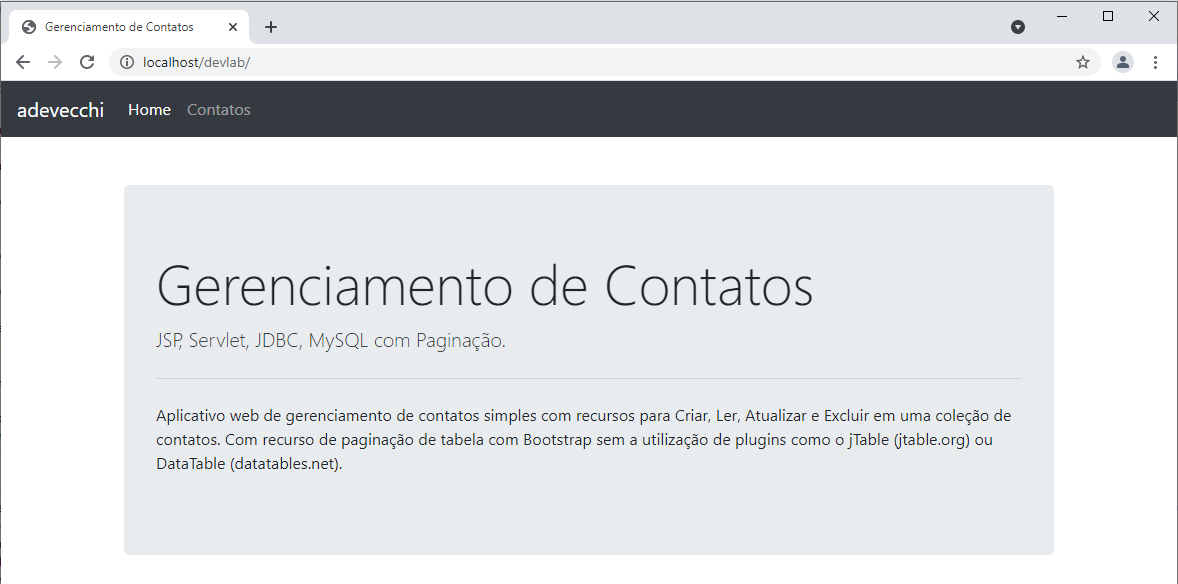 Gerenciamento de Contatos
localhost/devlab/
adevecchi Home Contatos
Gerenciamento de Contatos
JSP, Servlet, JDBC, MySQL com Paginação.
Aplicativo web de gerenciamento de contatos simples com recursos para Criar, Ler, Atualizar e Excluir em uma coleção de
contatos. Com recurso de paginação de tabela com Bootstrap sem a utilização de plugins como o jTable (jtable.org) ou
DataTable (datatables.net).